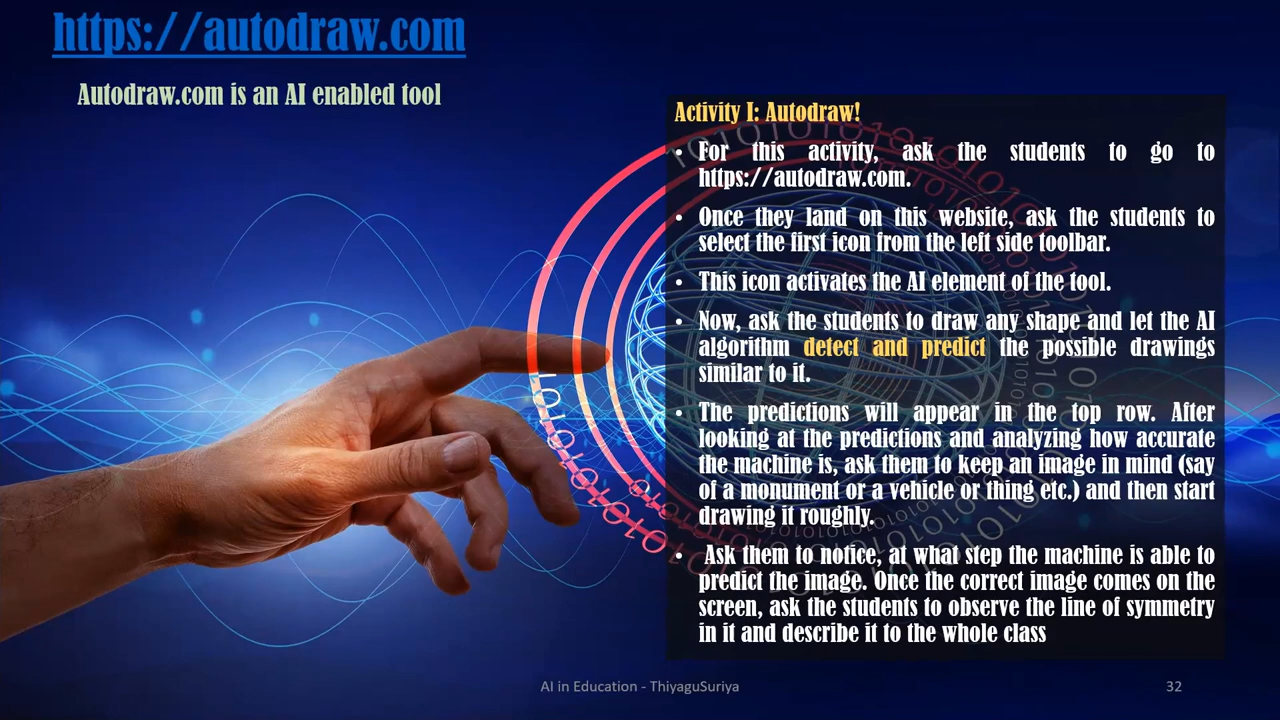 https://autodraw.com
Autodraw.com is an AI enabled tool
Activity I: Autodraw!
• For this activity, ask the students to go to
https://autodraw.com.
• Once they land on this website, ask the students to
select the first icon from the left side toolbar.
• This icon activates the AI element of the tool.
• Now, ask the students to draw any shape and let the AI
algorithm detect and predict the possible drawings
similar to it.
• The predictions will appear in the top row. After
looking at the predictions and analyzing how accurate
the machine is, ask them to keep an image in mind (say
of a monument or a vehicle or thing etc.) and then start
drawing it roughly.
• Ask them to notice, at what step the machine is able to
predict the image. Once the correct image comes on the
screen, ask the students to observe the line of symmetry
in it and describe it to the whole class
AI in Education - ThiyaguSuriya
32